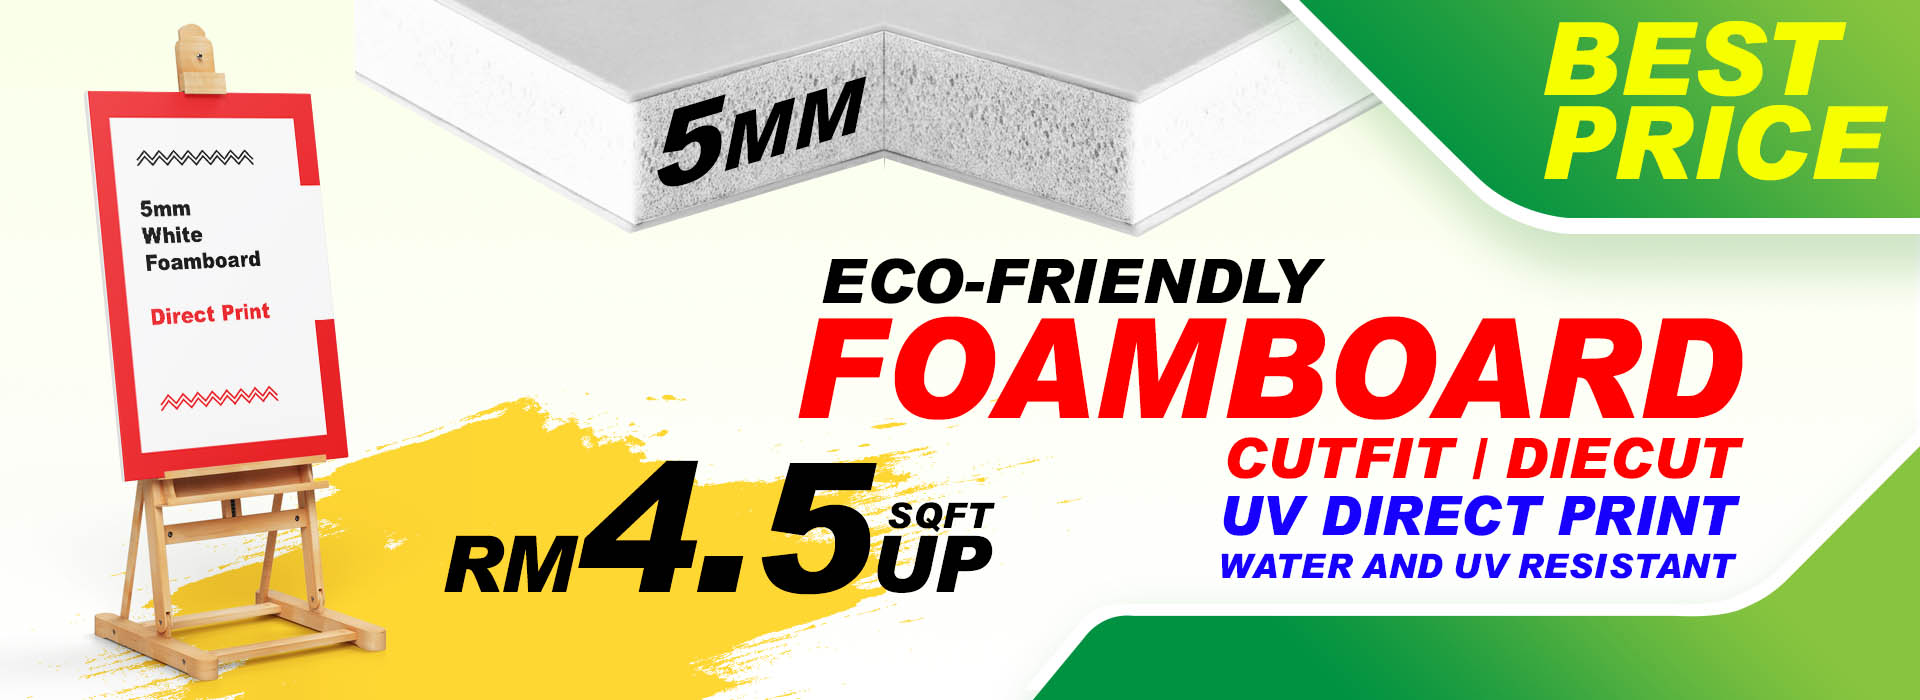 5mm
White
Foamboard
Direct Print
5MM
BEST
PRICE
ECO-FRIENDLY
FOAMBOARD
CUTFIT / DIECUT
UV DIRECT PRINT
WATER AND UV RESISTANT
RM4.5 SQFT
UP